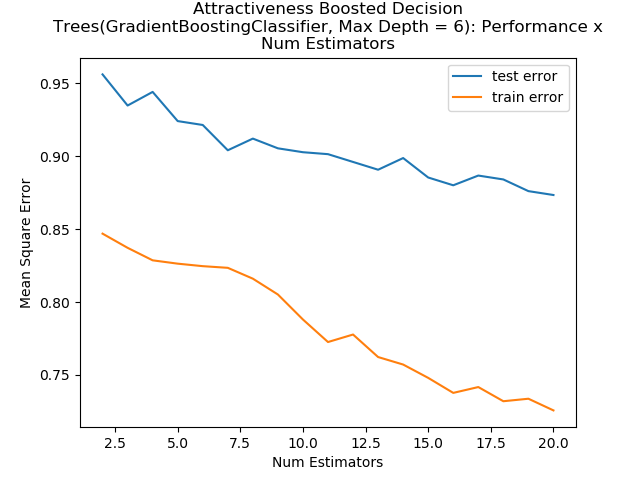 Attractiveness Boosted Decision
Trees(GradientBoostingClassifier, Max Depth = 6): Performance x
Num Estimators
test error
train error
0.95
0.90
0.85
0.80
0.75
Mean Square Error
2.5 5.0 7.5 10.0 12.5 15.0 17.5 20.0
Num Estimators